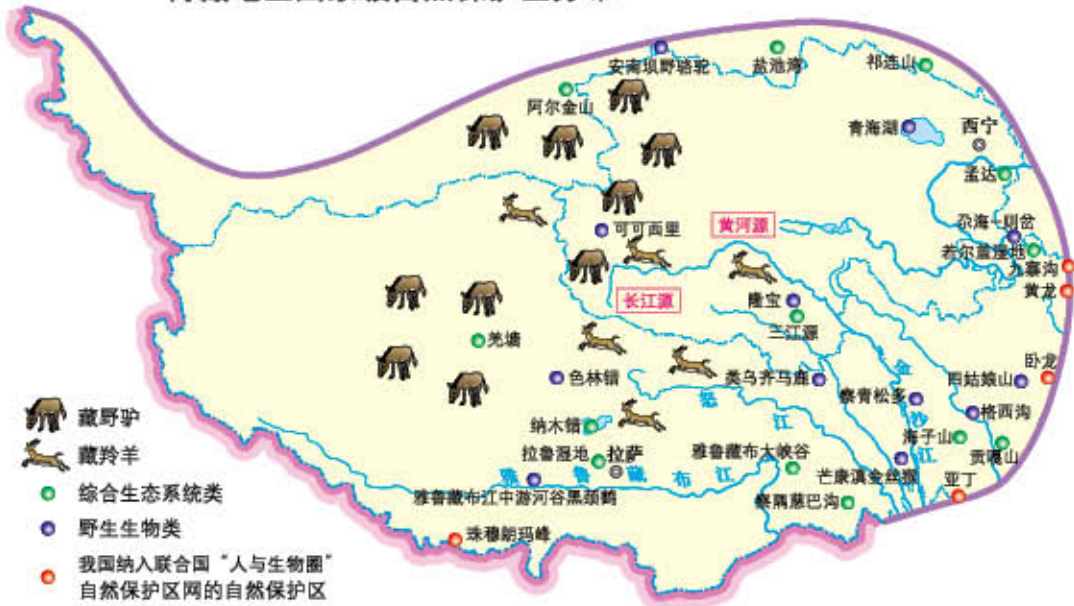 安南坝野骆驼
盐池湾
祁连山
阿尔金山
青海湖
西宁
孟达
可可西里
黄河源
尕海-则岔
若尔盖湿地
九寨沟
黄龙
长江源
隆宝
三江源
羌塘
色林错
类乌齐马鹿
金沙江
四姑娘山
卧龙
察青松多
格西沟
怒江
纳木错
海子山
贡嘎山
拉鲁湿地
拉萨
雅鲁藏布大峡谷
雅鲁藏布江
芒康滇金丝猴
亚丁
雅鲁藏布江中游河谷黑颈鹤
察隅慈巴沟
珠穆朗玛峰
藏野驴
藏羚羊
综合生态系统类
野生生物类
我国纳入联合国“人与生物圈”
自然保护区网的自然保护区